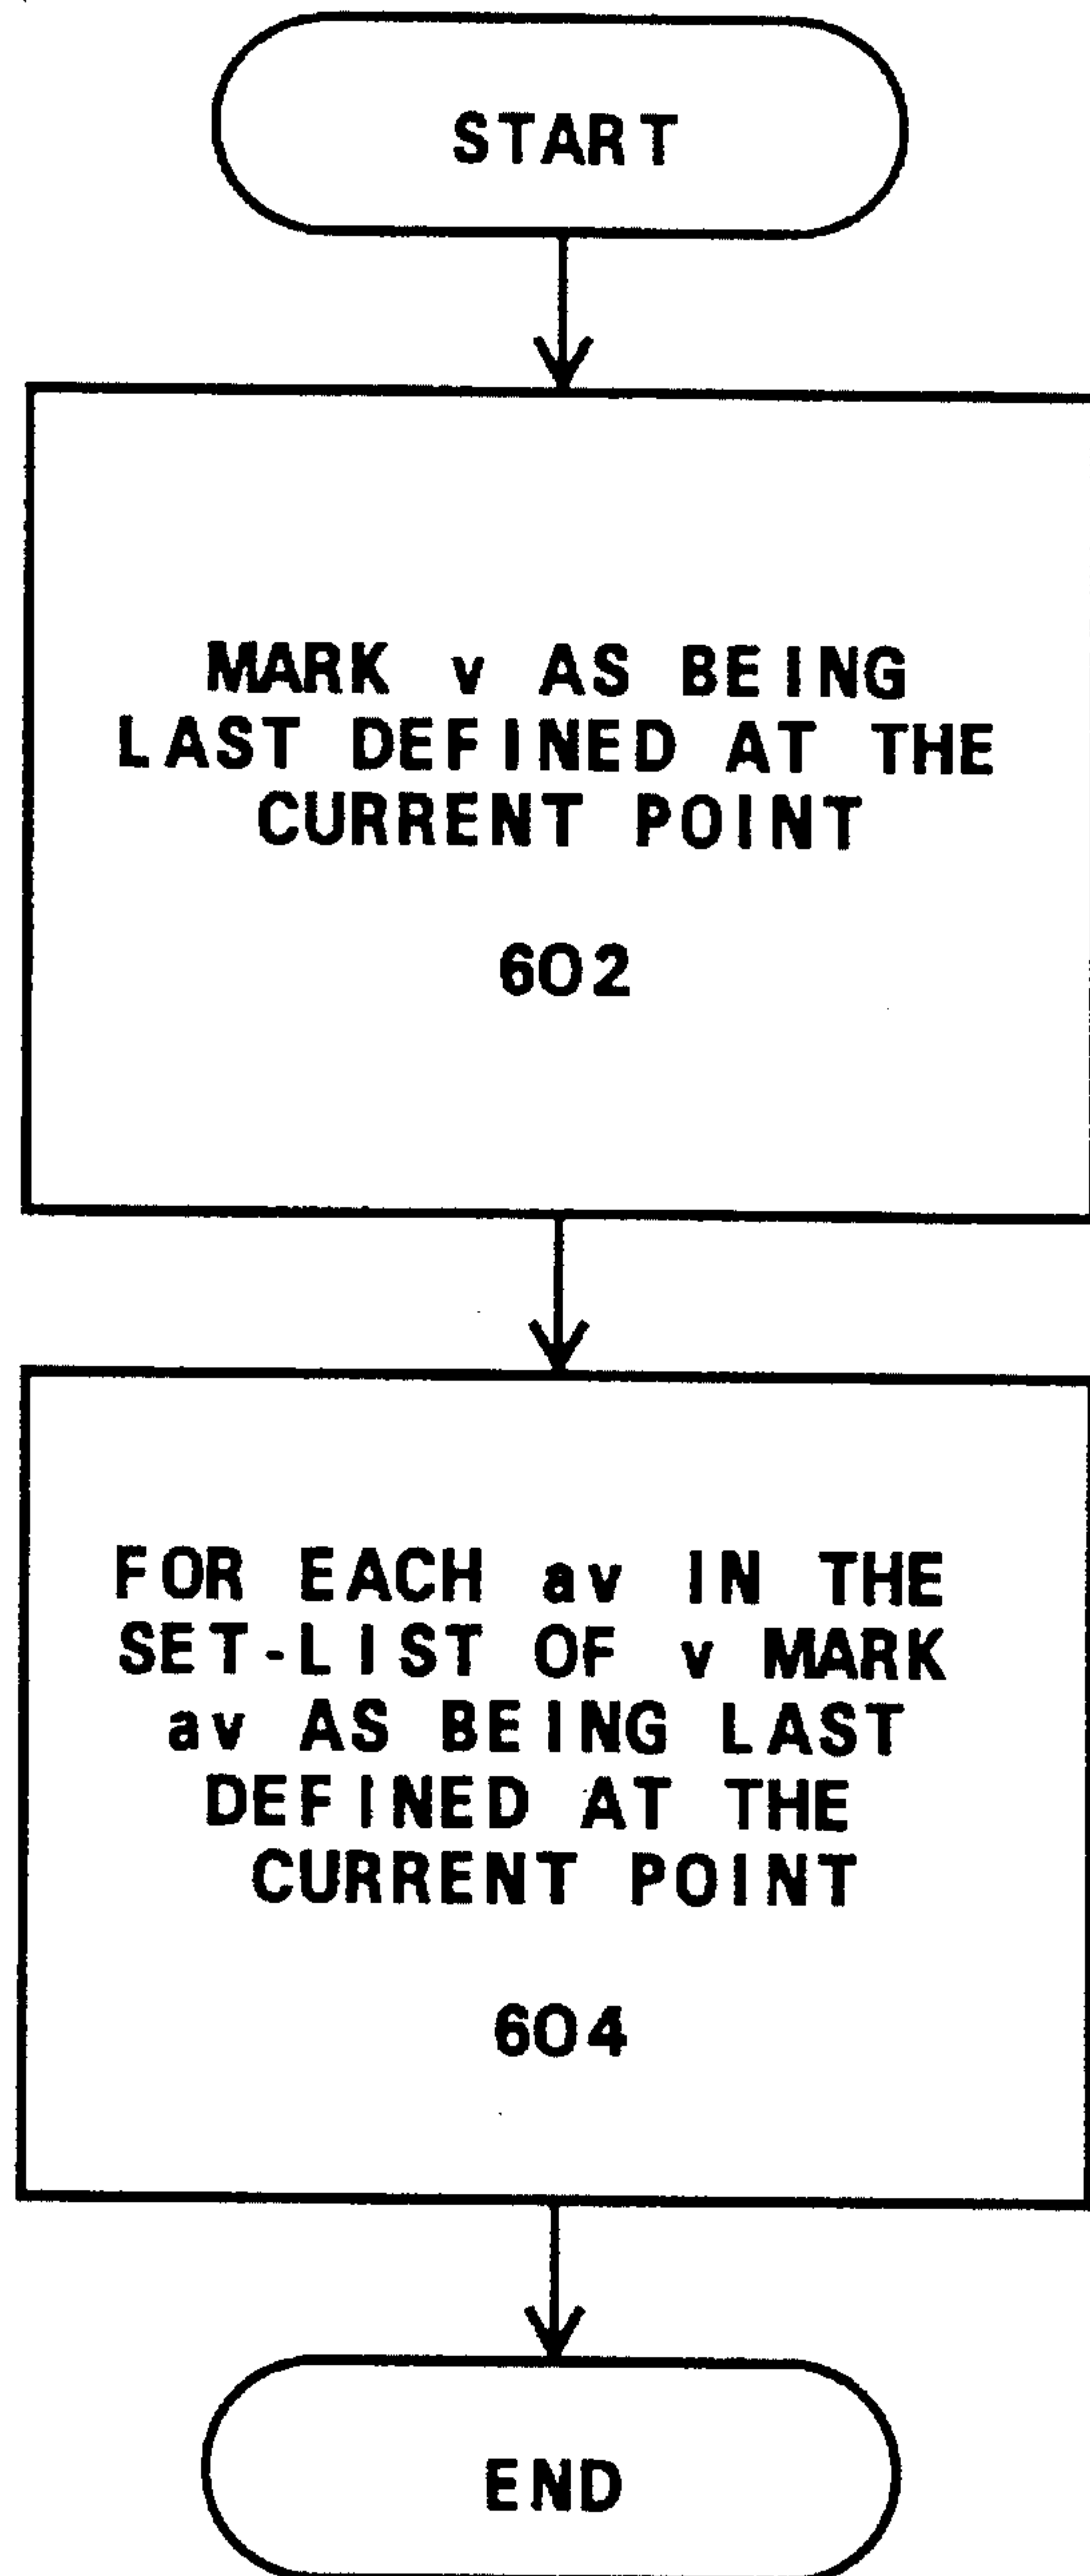 START
MARK v AS BEING
LAST DEFINED AT THE
CURRENT POINT
602
FOR EACH av IN THE
SET-LIST OF v MARK
av AS BEING LAST
DEFINED AT THE
CURRENT POINT
604
END